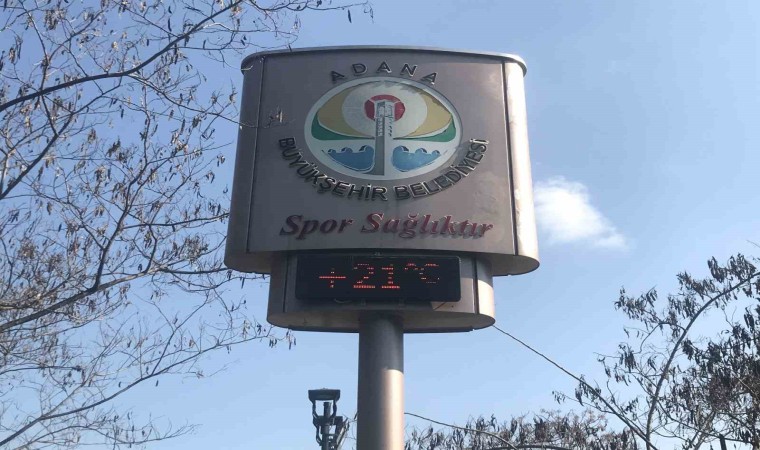 ADANA
BÜYÜKŞEHİR BELEDİYESİ
Spor Sağlıktır
+21°C